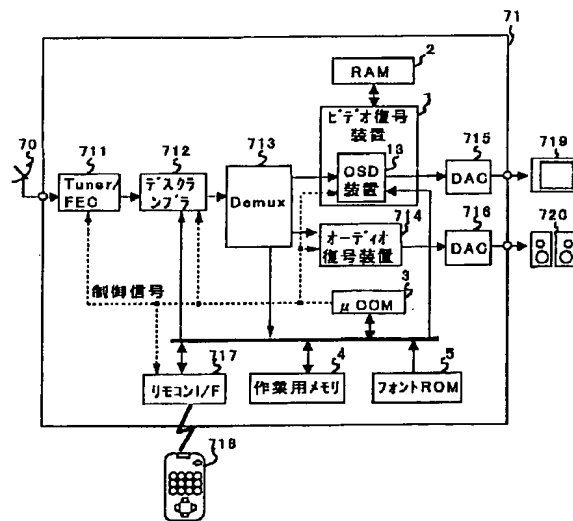 71
2
RAM
1
ビデオ復号
装置
70
711
712
713
13
715
719
Tuner/
FEC
デスクラ
ンブラ
Demux
OSD
装置
DAC
714
716
720
オーディオ
復号装置
DAC
制御信号
3
μCOM
717
4
5
リモコンI/F
作業用メモリ
フォントROM
718